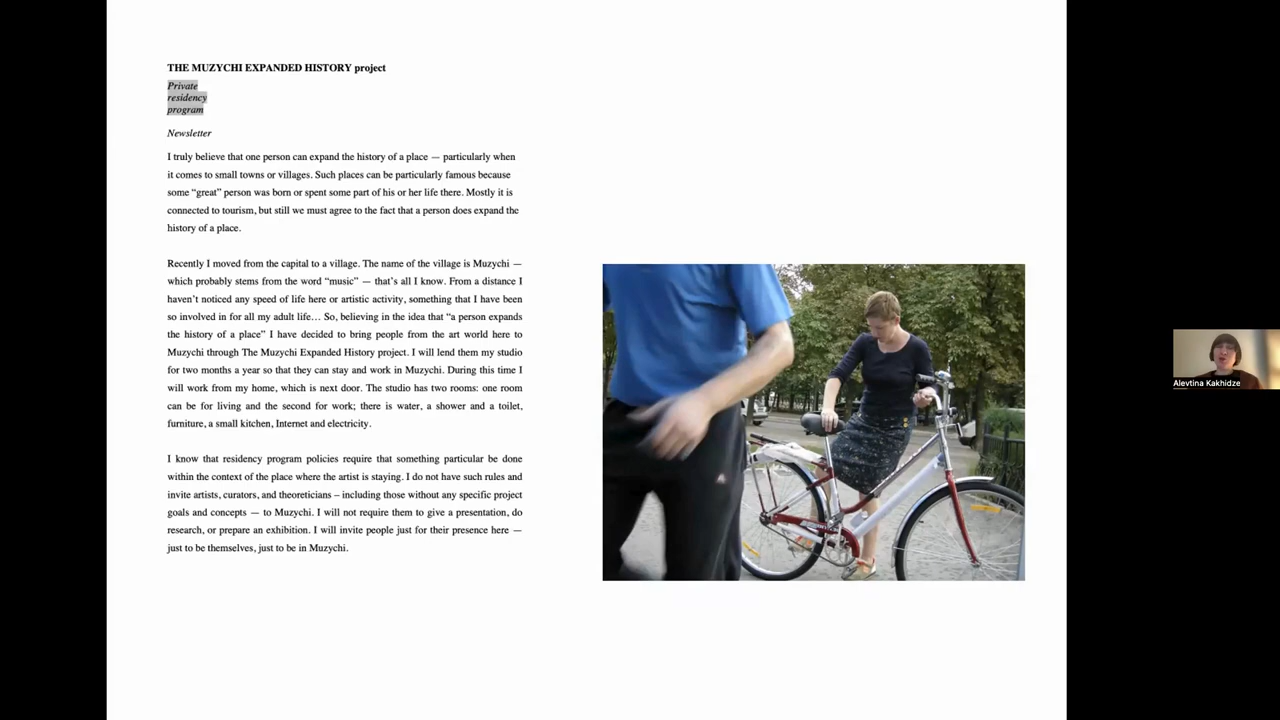 THE MUZYCHI EXPANDED HISTORY project
Private
residency
program
Newsletter
I truly believe that one person can expand the history of a place — particularly when
it comes to small towns or villages. Such places can be particularly famous because
some “great” person was born or spent some part of his or her life there. Mostly it is
connected to tourism, but still we must agree to the fact that a person does expand the
history of a place.
Recently I moved from the capital to a village. The name of the village is Muzychi —
which probably stems from the word “music” — that’s all I know. From a distance I
haven’t noticed any speed of life here or artistic activity, something that I have been
so involved in for all my adult life… So, believing in the idea that “a person expands
the history of a place” I have decided to bring people from the art world here to
Muzychi through The Muzychi Expanded History project. I will lend them my studio
for two months a year so that they can stay and work in Muzychi. During this time I
will work from my home, which is next door. The studio has two rooms: one room
can be for living and the second for work; there is water, a shower and a toilet,
furniture, a small kitchen, Internet and electricity.
I know that residency program policies require that something particular be done
within the context of the place where the artist is staying. I do not have such rules and
invite artists, curators, and theoreticians – including those without any specific project
goals and concepts — to Muzychi. I will not require them to give a presentation, do
research, or prepare an exhibition. I will invite people just for their presence here —
just to be themselves, just to be in Muzychi.
Alevtina Kakhidze